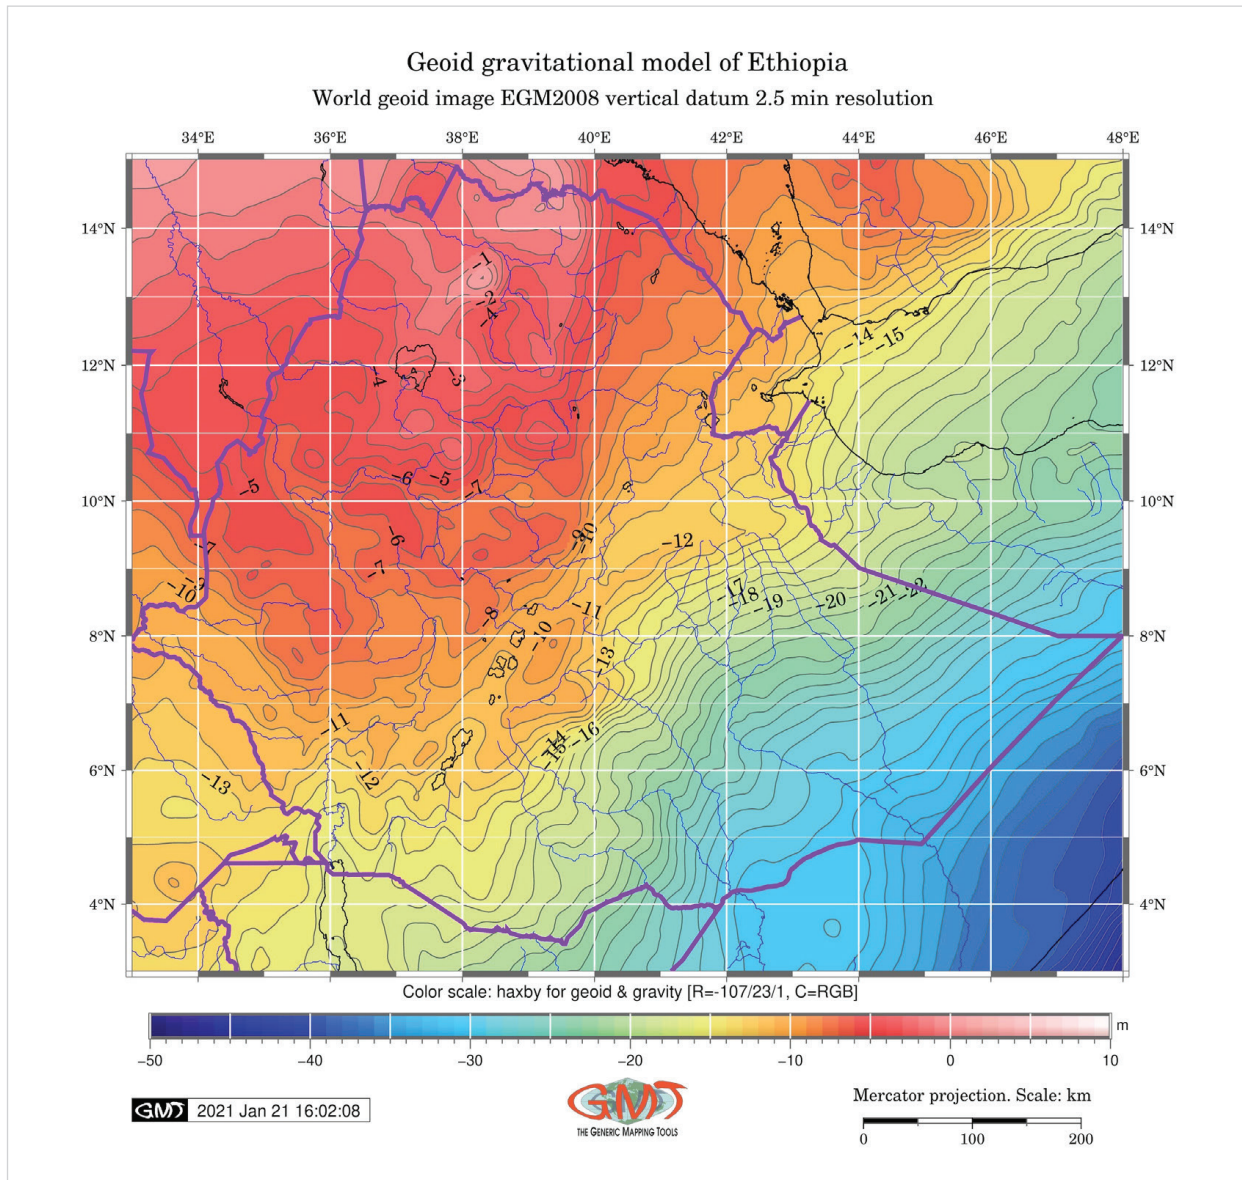 Geoid gravitational model of Ethiopia
World geoid image EGM2008 vertical datum 2.5 min resolution
34°E 36°E 38°E 40°E 42°E 44°E 46°E 48°E
14°N 14°N
-1
-2
-4
-14 -15
12°N 12°N
-4 -3
-5 -6 -5 -7
10°N 10°N
-6 -9 -10 -12
-7 -7
-9 -10
-17 -18 -19 -20 -21 -22
-8 -11
8°N 8°N
-10
-13
-11
-14 -15 -16
6°N 6°N
-13 -12
4°N 4°N
Color scale: haxby for geoid & gravity [R=-107/23/1, C=RGB]
m
-50 -40 -30 -20 -10 0 10
GMT 2021 Jan 21 16:02:08
GMT
THE GENERIC MAPPING TOOLS
Mercator projection. Scale: km
0 100 200